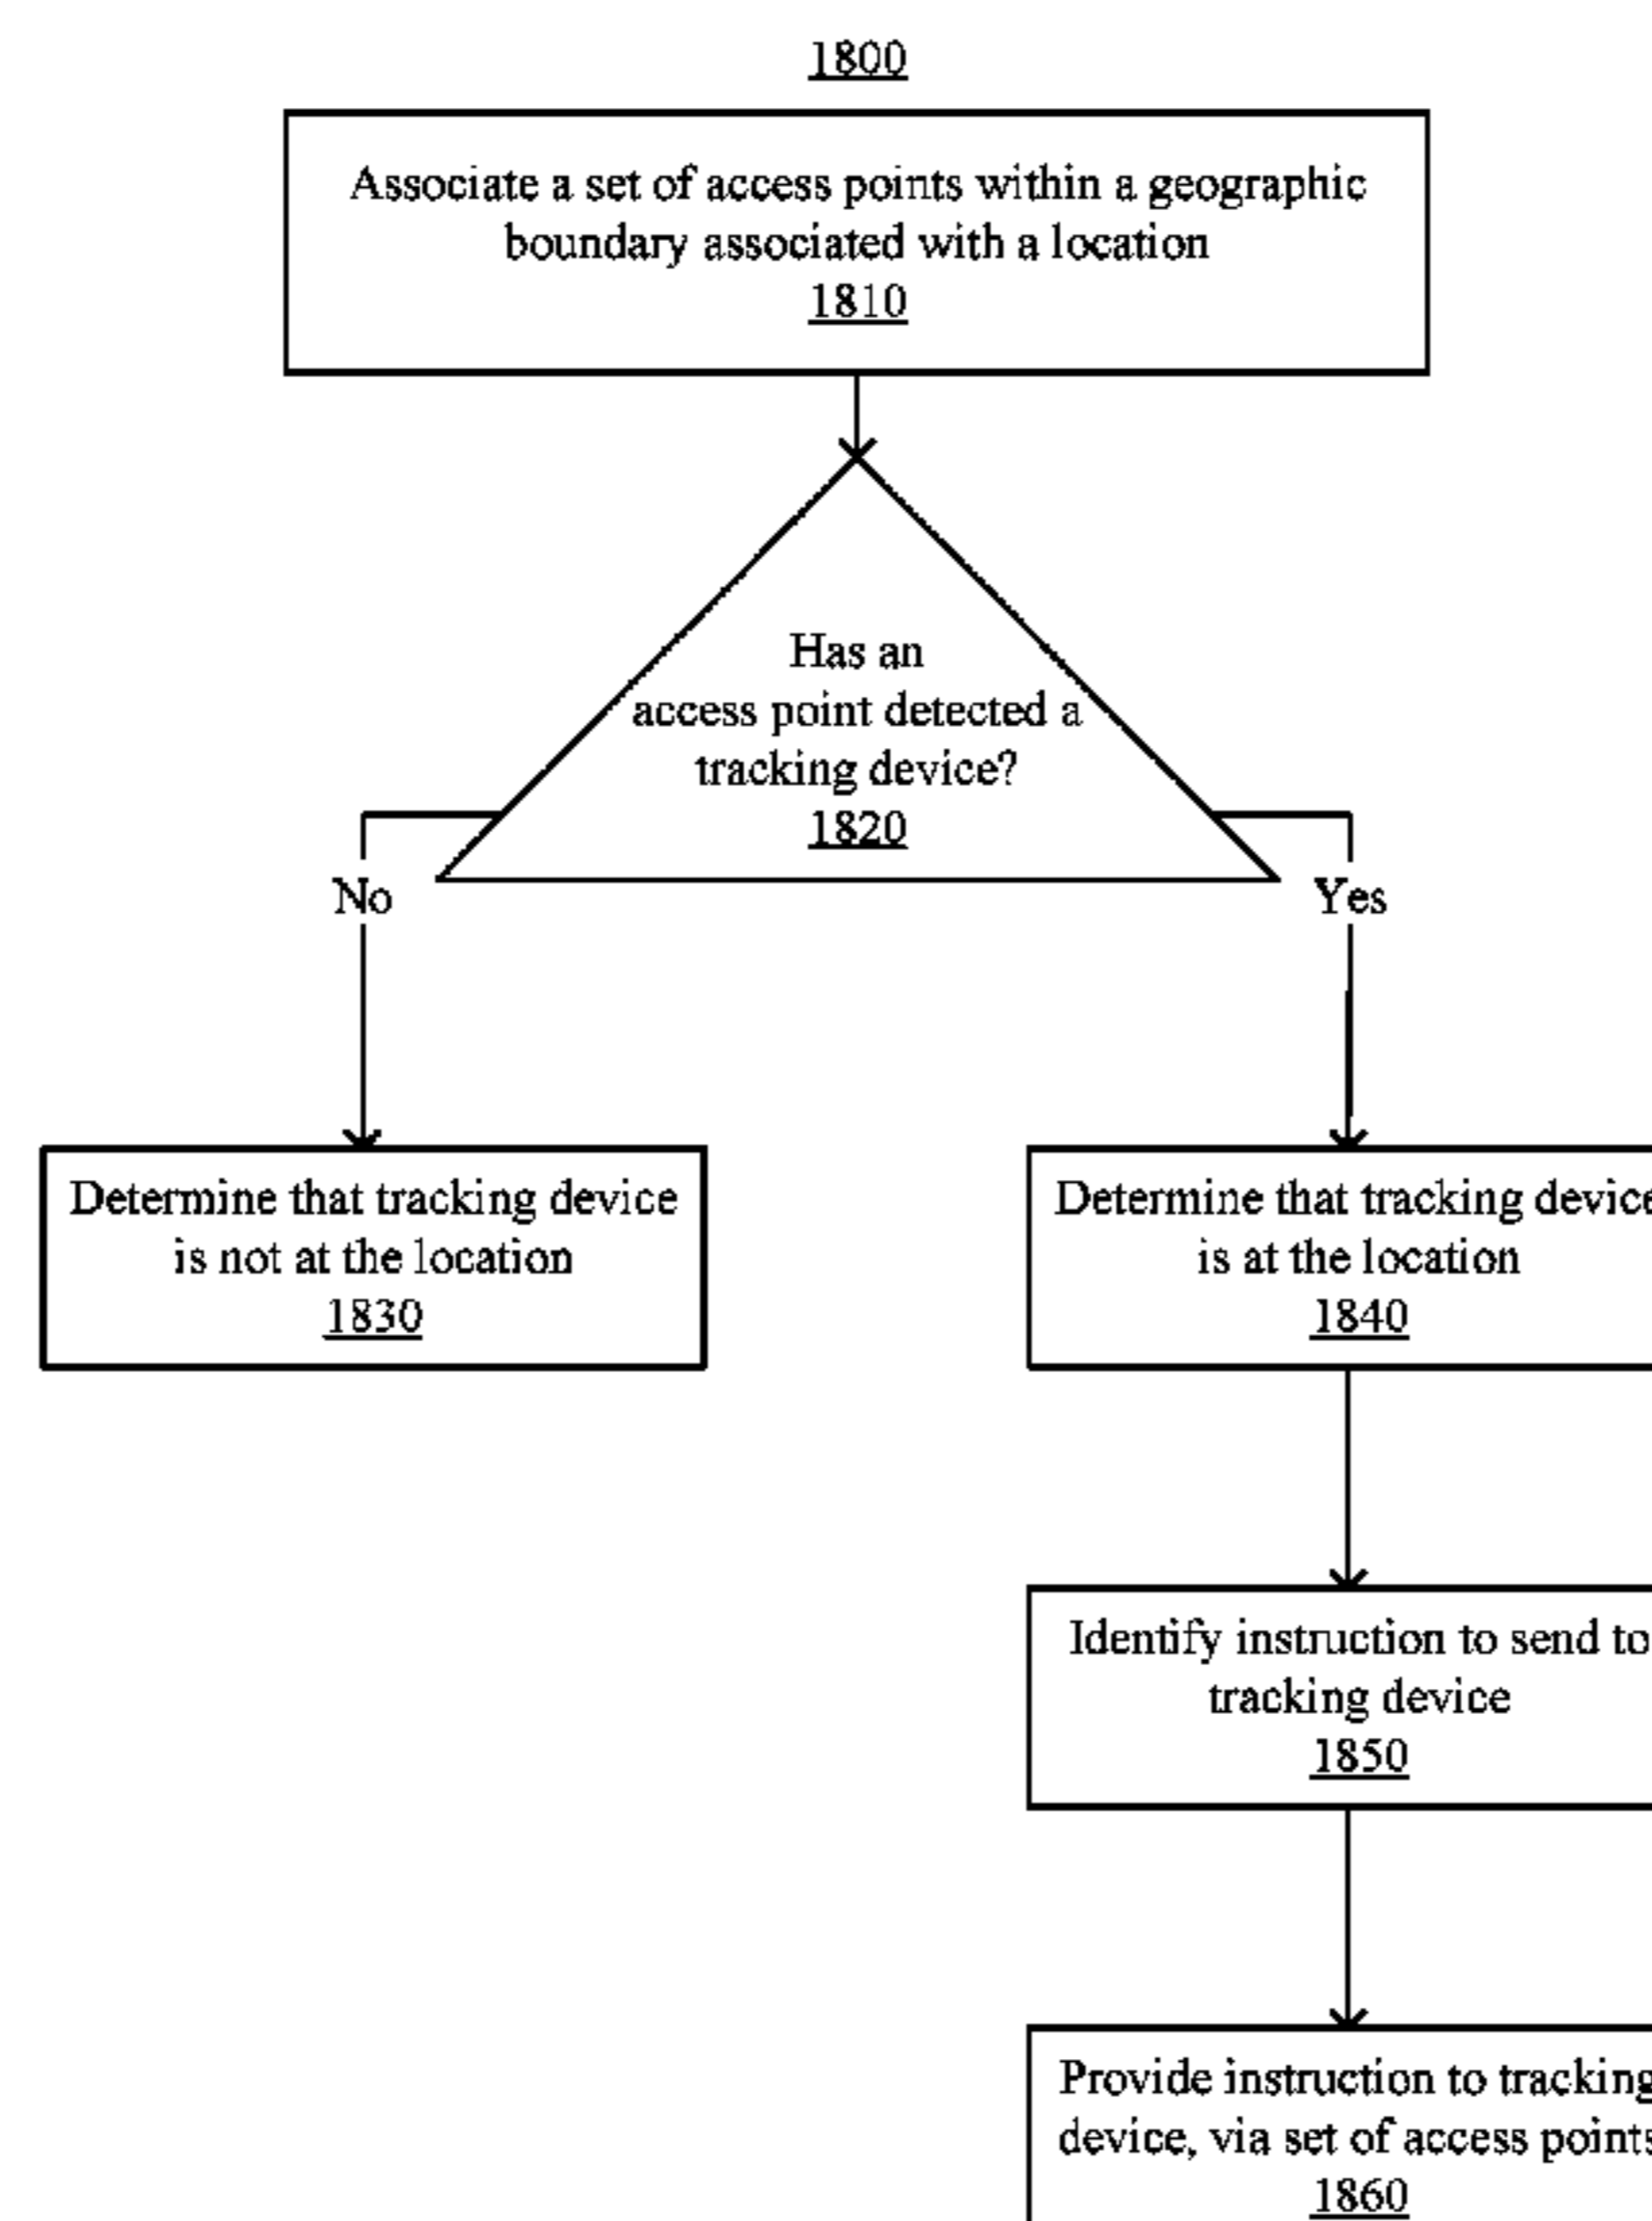 1800
Associate a set of access points within a geographic
boundary associated with a location
1810
Has an
access point detected a
tracking device?
1820
No
Yes
Determine that tracking device
is not at the location
1830
Determine that tracking device
is at the location
1840
Identify instruction to send to
tracking device
1850
Provide instruction to tracking
device, via set of access points
1860